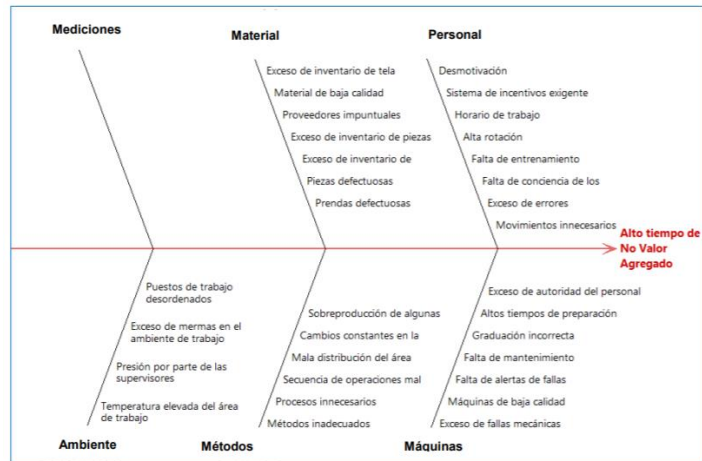 Mediciones
Material
Personal
Exceso de inventario de tela
Material de baja calidad
Proveedores impuntuales
Exceso de inventario de piezas
Exceso de inventario de
Piezas defectuosas
Prendas defectuosas
Desmotivación
Sistema de incentivos exigente
Horario de trabajo
Alta rotación
Falta de entrenamiento
Falta de conciencia de los
Exceso de errores
Movimientos innecesarios
Alto tiempo de
No Valor
Agregado
Puestos de trabajo
desordenados
Exceso de mermas en el
ambiente de trabajo
Presión por parte de las
supervisores
Temperatura elevada del área
de trabajo
Sobreproducción de algunas
Cambios constantes en la
Mala distribución del área
Secuencia de operaciones mal
Procesos innecesarios
Métodos inadecuados
Exceso de autoridad del personal
Altos tiempos de preparación
Graduación incorrecta
Falta de mantenimiento
Falta de alertas de fallas
Máquinas de baja calidad
Exceso de fallas mecánicas
Ambiente
Métodos
Máquinas